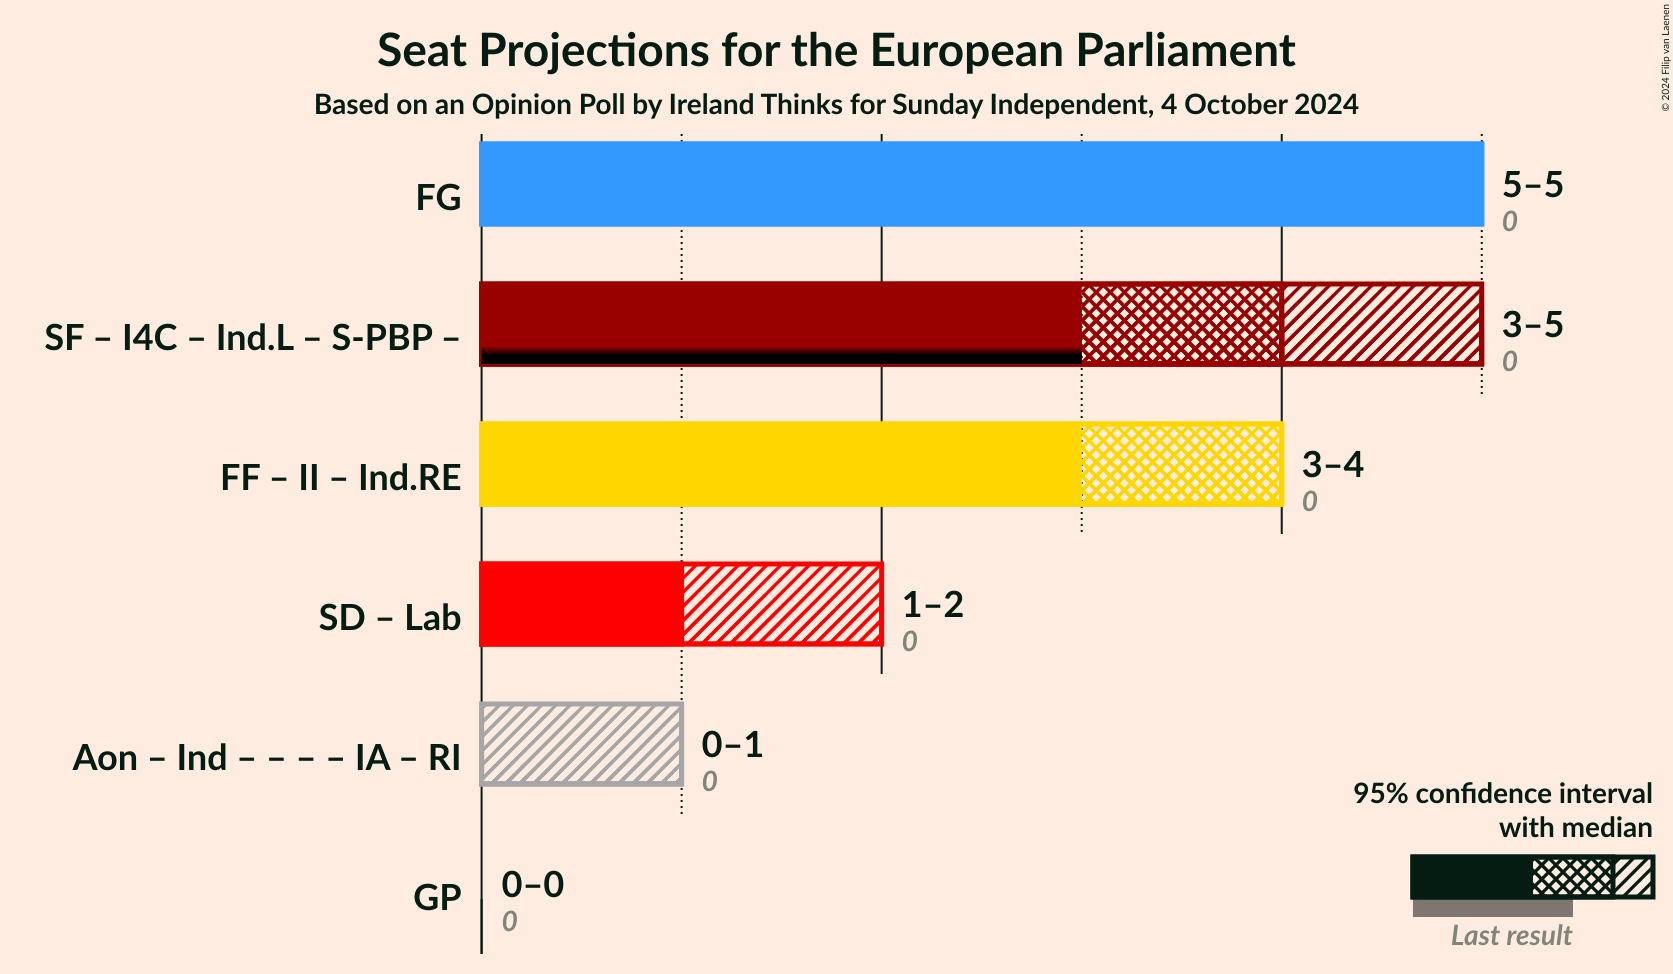 Seat Projections for the European Parliament
Based on an Opinion Poll by Ireland Thinks for Sunday Independent, 4 October 2024
© 2024 Filip van Laenen
FG
5–5
0
SF – I4C – Ind.L – S-PBP –
3–5
0
FF – II – Ind.RE
3–4
0
SD – Lab
1–2
0
Aon – Ind – – – – IA – RI
0–1
0
GP
0–0
0
95% confidence interval
with median
Last result